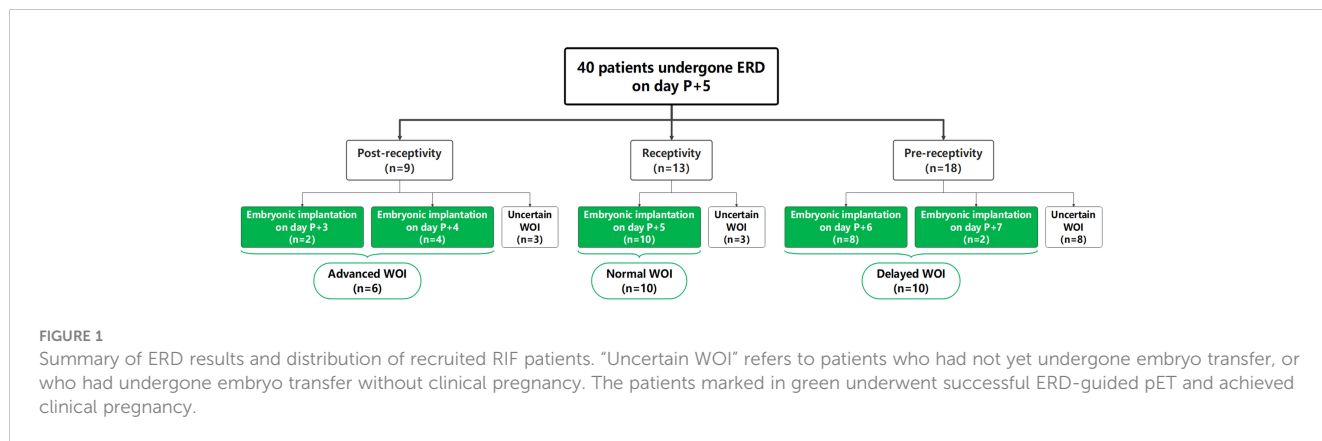 40 patients undergone ERD
on day P+5
Post-receptivity
(n=9)
Receptivity
(n=13)
Pre-receptivity
(n=18)
Embryonic implantation
on day P+3
(n=2)
Embryonic implantation
on day P+4
(n=4)
Uncertain
WOI
(n=3)
Embryonic implantation
on day P+5
(n=10)
Uncertain
WOI
(n=3)
Embryonic implantation
on day P+6
(n=8)
Embryonic implantation
on day P+7
(n=2)
Uncertain
WOI
(n=8)
Advanced WOI
(n=6)
Normal WOI
(n=10)
Delayed WOI
(n=10)
FIGURE 1
Summary of ERD results and distribution of recruited RIF patients. “Uncertain WOI” refers to patients who had not yet undergone embryo transfer, or
who had undergone embryo transfer without clinical pregnancy. The patients marked in green underwent successful ERD-guided pET and achieved
clinical pregnancy.